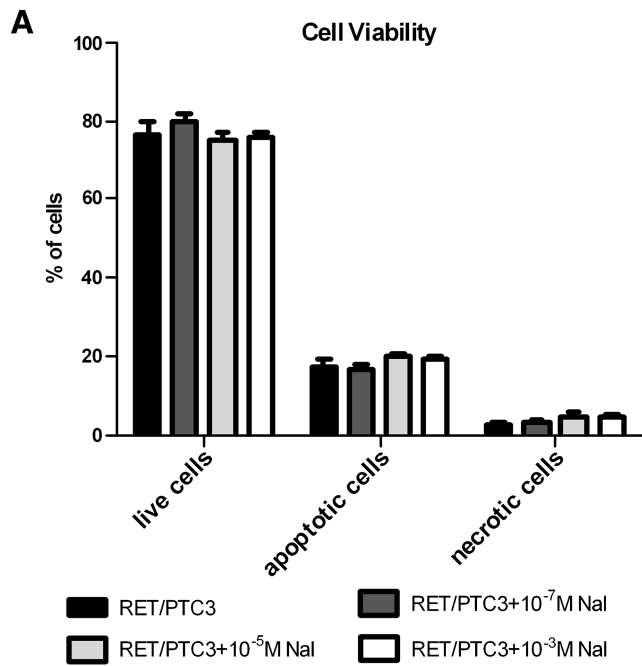 A
Cell Viability
100
80
60
40
20
0
% of cells
live cells
apoptotic cells
necrotic cells
RET/PTC3
RET/PTC3+10⁻⁷M NaI
RET/PTC3+10⁻⁵M NaI
RET/PTC3+10⁻³M NaI